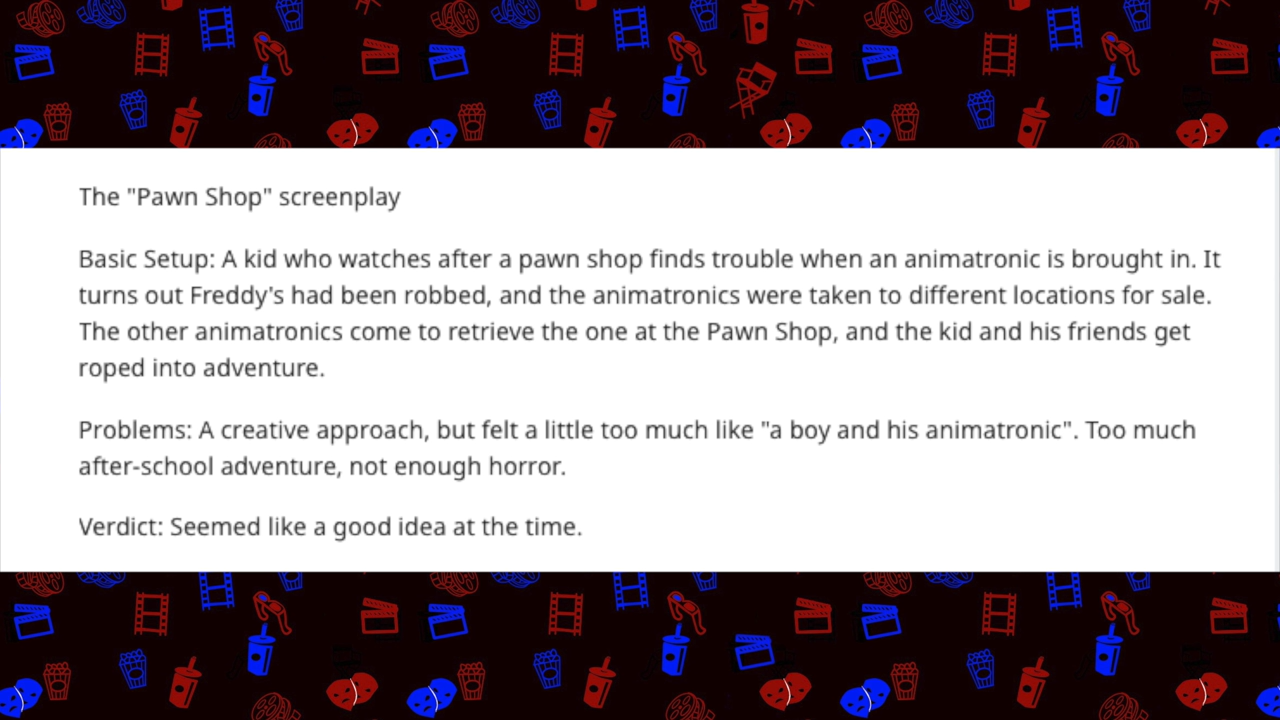 The "Pawn Shop" screenplay
Basic Setup: A kid who watches after a pawn shop finds trouble when an animatronic is brought in. It
turns out Freddy's had been robbed, and the animatronics were taken to different locations for sale.
The other animatronics come to retrieve the one at the Pawn Shop, and the kid and his friends get
roped into adventure.
Problems: A creative approach, but felt a little too much like "a boy and his animatronic". Too much
after-school adventure, not enough horror.
Verdict: Seemed like a good idea at the time.